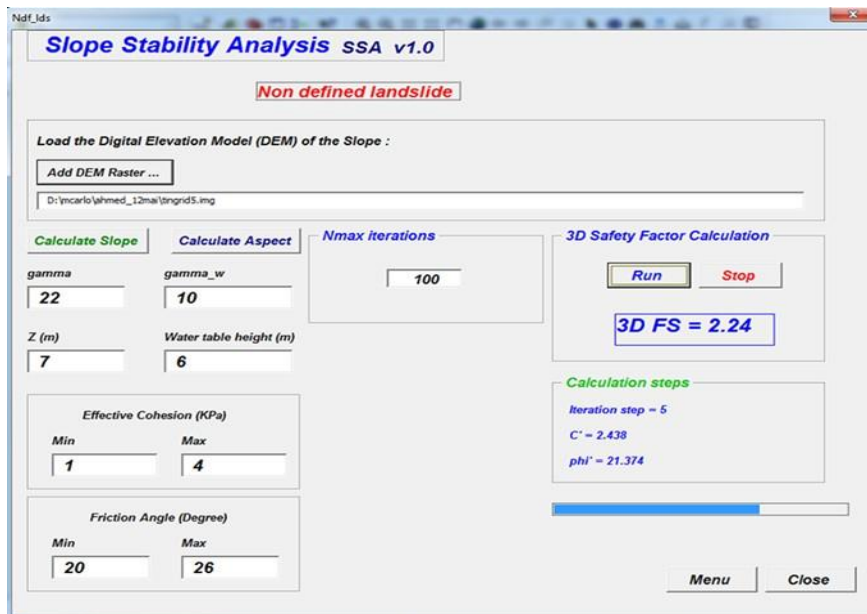 Ndf_lds
Slope Stability Analysis SSA v1.0
Non defined landslide
Load the Digital Elevation Model (DEM) of the Slope :
Add DEM Raster ...
D:\mcarlo\ahmed_12mai\tingrid5.img
Calculate Slope
Calculate Aspect
gamma
gamma_w
22
10
Z (m)
Water table height (m)
7
6
Effective Cohesion (KPa)
Min
Max
1
4
Friction Angle (Degree)
Min
Max
20
26
Nmax iterations
100
3D Safety Factor Calculation
Run
Stop
3D FS = 2.24
Calculation steps
Iteration step = 5
C' = 2.438
phi' = 21.374
Menu
Close